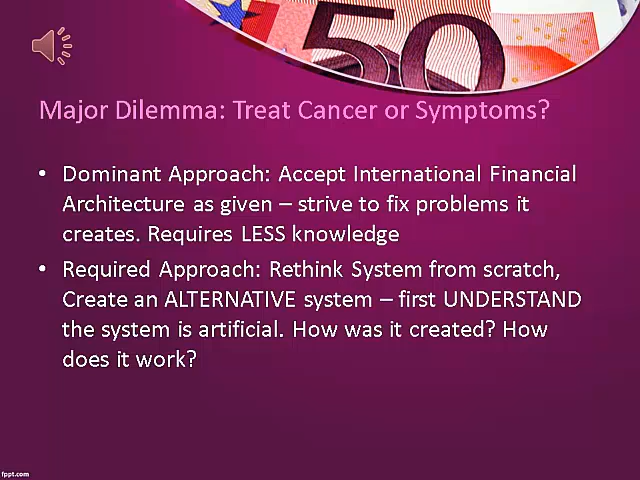 50
Major Dilemma: Treat Cancer or Symptoms?
• Dominant Approach: Accept International Financial
Architecture as given – strive to fix problems it
creates. Requires LESS knowledge
• Required Approach: Rethink System from scratch,
Create an ALTERNATIVE system – first UNDERSTAND
the system is artificial. How was it created? How
does it work?
fppt.com